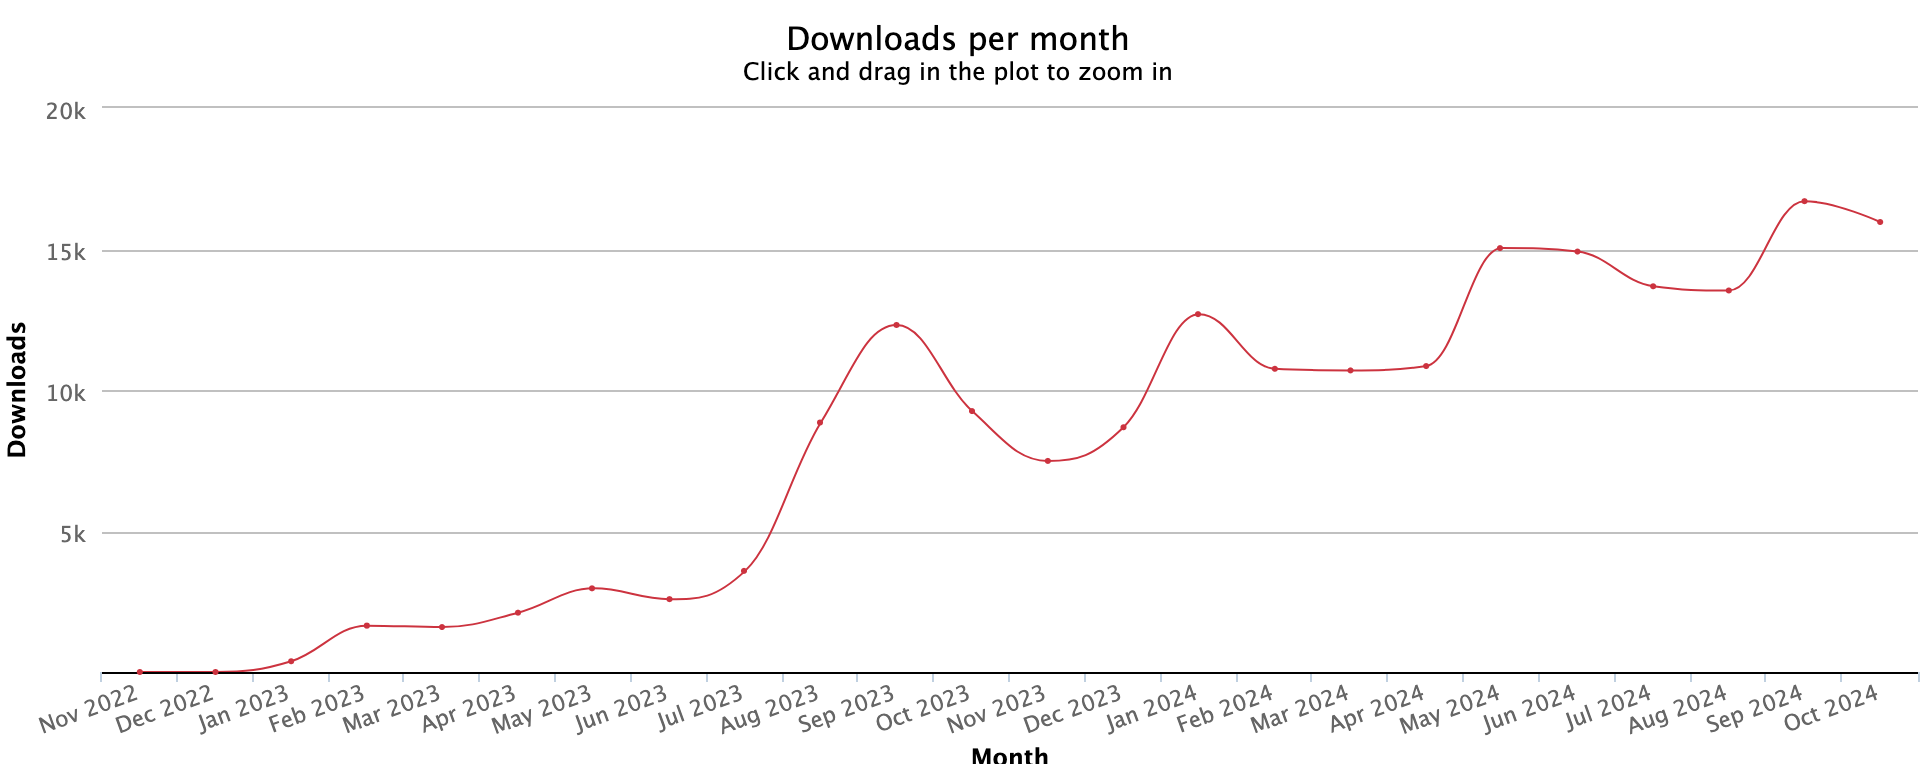 Downloads per month
Click and drag in the plot to zoom in
20k
15k
10k
5k
Downloads
Nov 2022
Dec 2022
Jan 2023
Feb 2023
Mar 2023
Apr 2023
May 2023
Jun 2023
Jul 2023
Aug 2023
Sep 2023
Oct 2023
Nov 2023
Dec 2023
Jan 2024
Feb 2024
Mar 2024
Apr 2024
May 2024
Jun 2024
Jul 2024
Aug 2024
Sep 2024
Oct 2024
Month